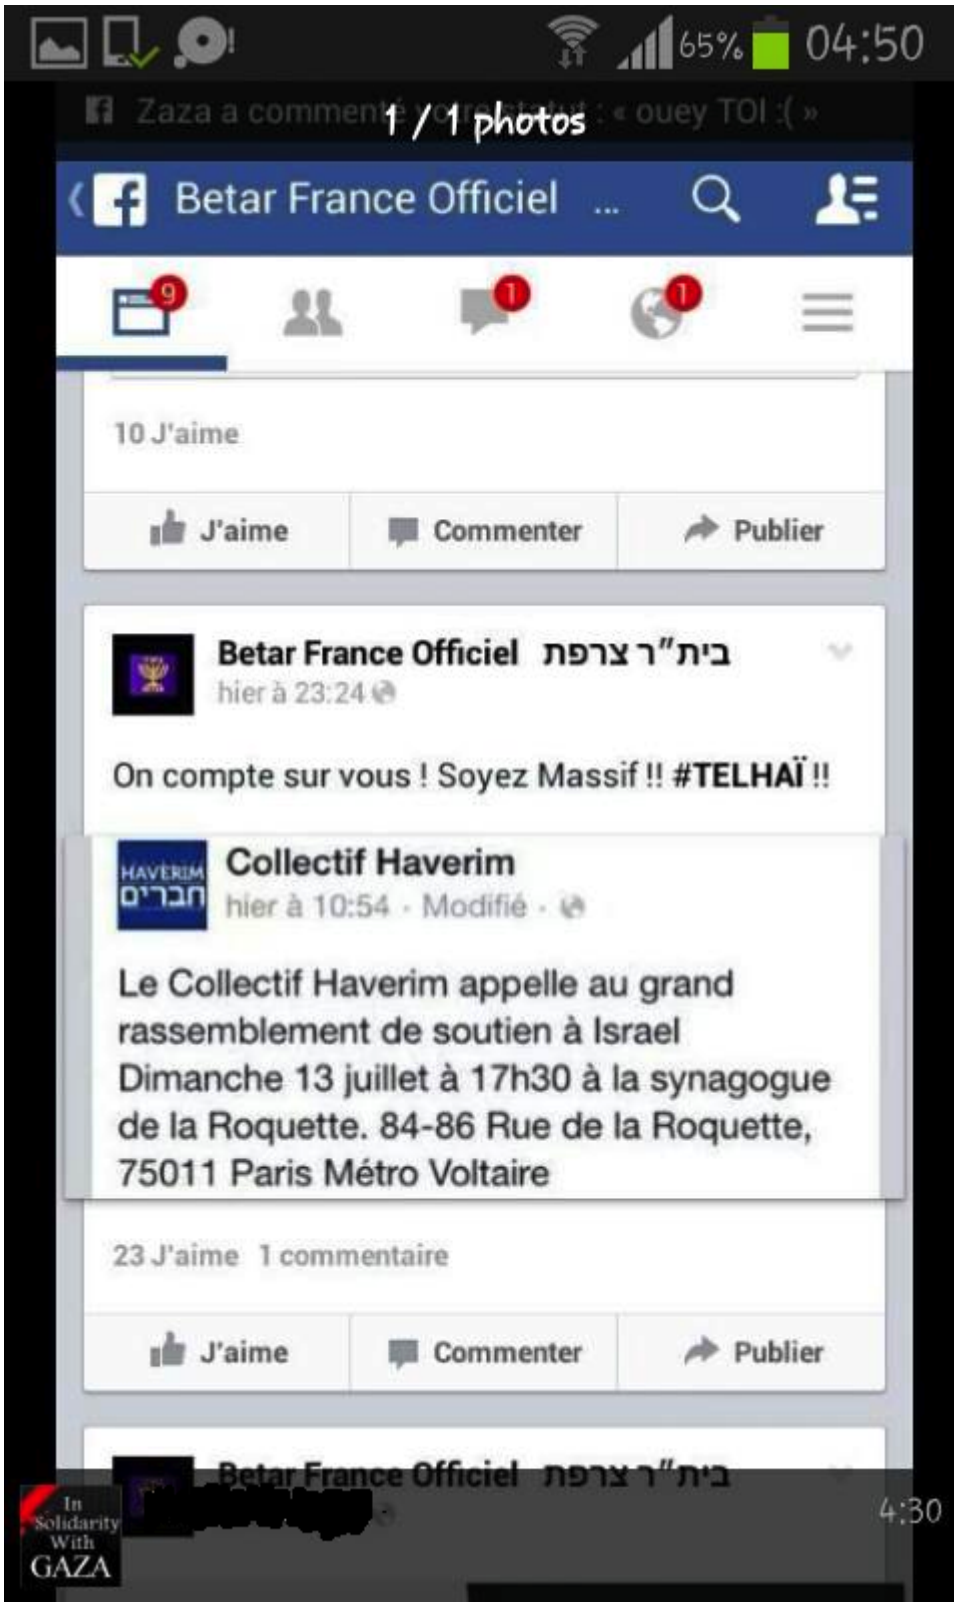 65% 04:50
Zaza a commenté votre statut : « ouey TOI :( »
1 / 1 photos
Betar France Officiel ...
9 1 1
10 J'aime
J'aime Commenter Publier
Betar France Officiel בית״ר צרפת
hier à 23:24
On compte sur vous ! Soyez Massif !! #TELHAÏ !!
HAVERIM
חברים
Collectif Haverim
hier à 10:54 · Modifié ·
Le Collectif Haverim appelle au grand
rassemblement de soutien à Israel
Dimanche 13 juillet à 17h30 à la synagogue
de la Roquette. 84-86 Rue de la Roquette,
75011 Paris Métro Voltaire
23 J'aime 1 commentaire
J'aime Commenter Publier
Betar France Officiel בית״ר צרפת
In
Solidarity
With
GAZA
4:30